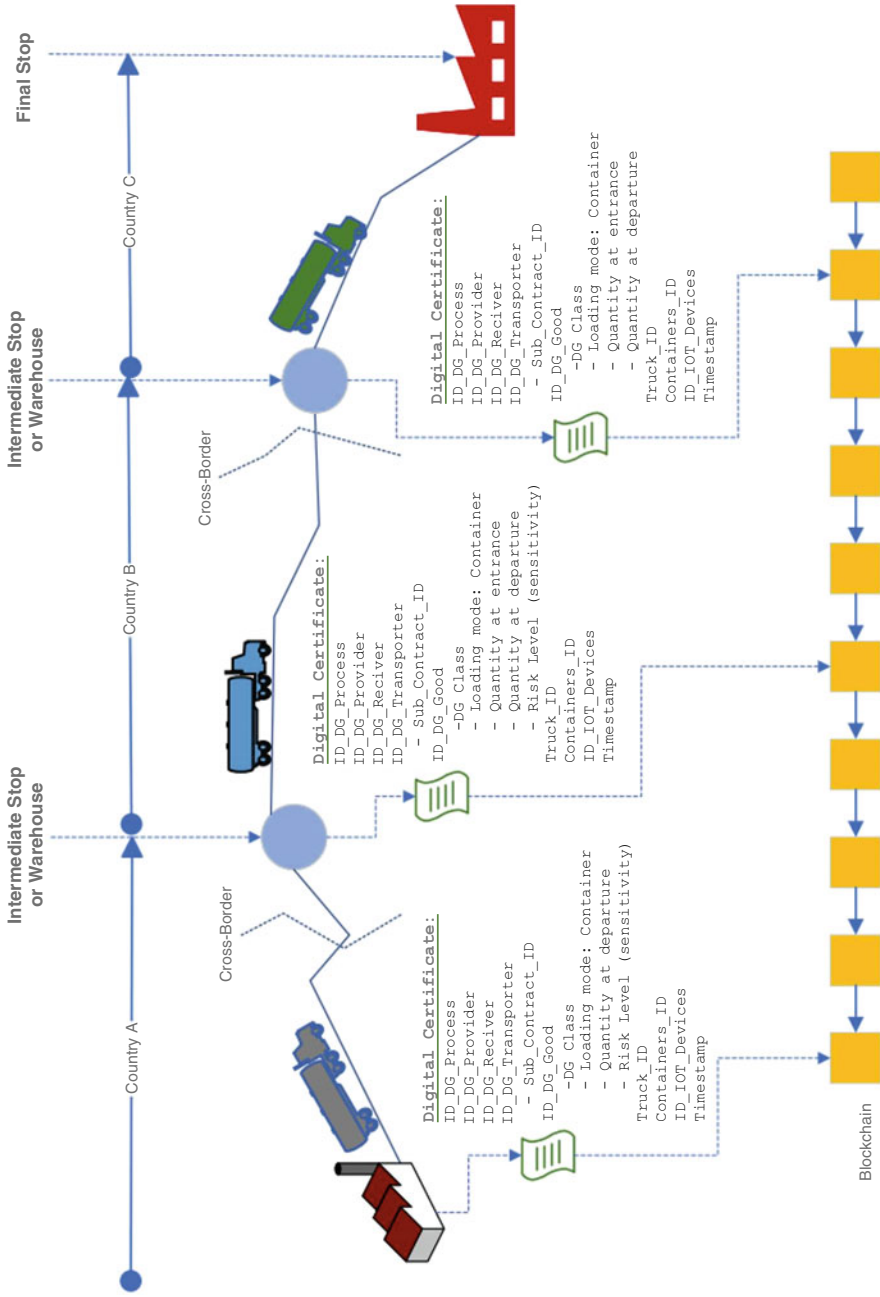 Intermediate Stop
or Warehouse
Intermediate Stop
or Warehouse
Final Stop
Country A
Country B
Country C
Cross-Border
Cross-Border
Digital Certificate:
ID_DG_Process
ID_DG_Provider
ID_DG_Reciver
ID_DG_Transporter
- Sub_Contract_ID
ID_DG_Good
-DG Class
- Loading mode: Container
- Quantity at departure
- Risk Level (sensitivity)
Truck_ID
Containers_ID
ID_IOT_Devices
Timestamp
Digital Certificate:
ID_DG_Process
ID_DG_Provider
ID_DG_Reciver
ID_DG_Transporter
- Sub_Contract_ID
ID_DG_Good
-DG Class
- Loading mode: Container
- Quantity at entrance
- Quantity at departure
- Risk Level (sensitivity)
Truck_ID
Containers_ID
ID_IOT_Devices
Timestamp
Digital Certificate:
ID_DG_Process
ID_DG_Provider
ID_DG_Reciver
ID_DG_Transporter
- Sub_Contract_ID
ID_DG_Good
-DG Class
- Loading mode: Container
- Quantity at entrance
- Quantity at departure
Truck_ID
Containers_ID
ID_IOT_Devices
Timestamp
Blockchain